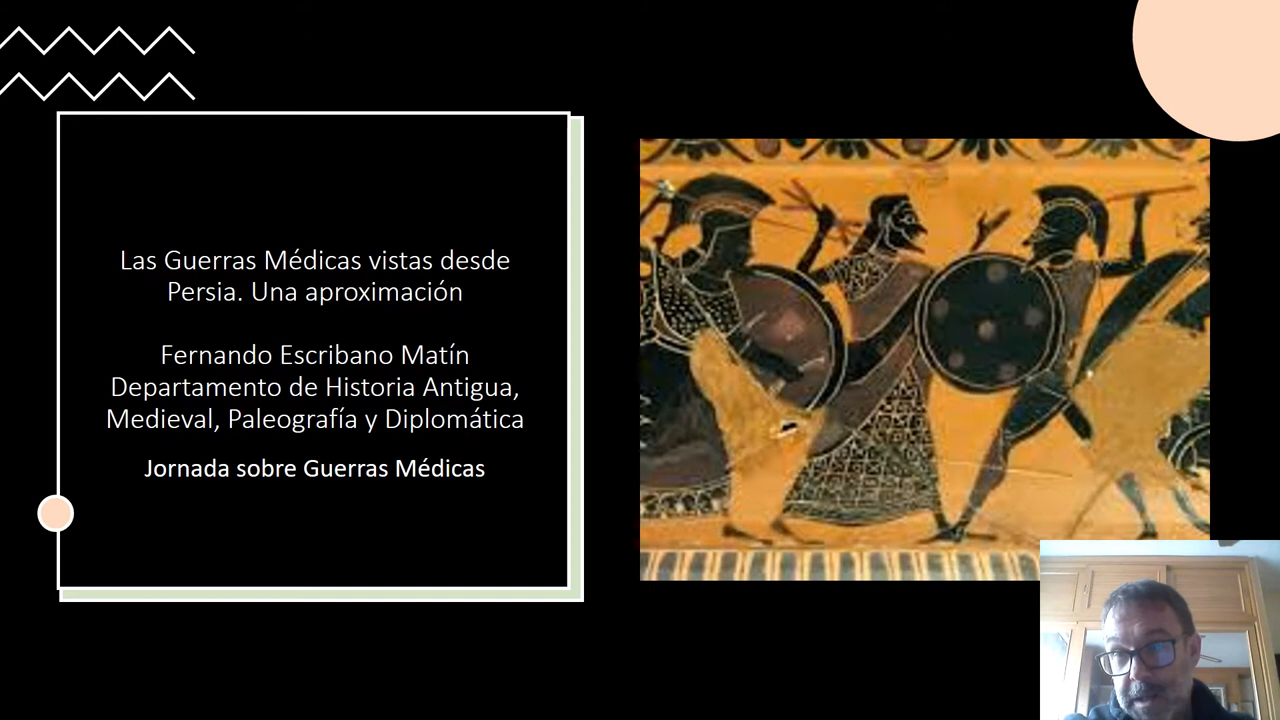 Las Guerras Médicas vistas desde
Persia. Una aproximación
Fernando Escribano Matín
Departamento de Historia Antigua,
Medieval, Paleografía y Diplomática
Jornada sobre Guerras Médicas